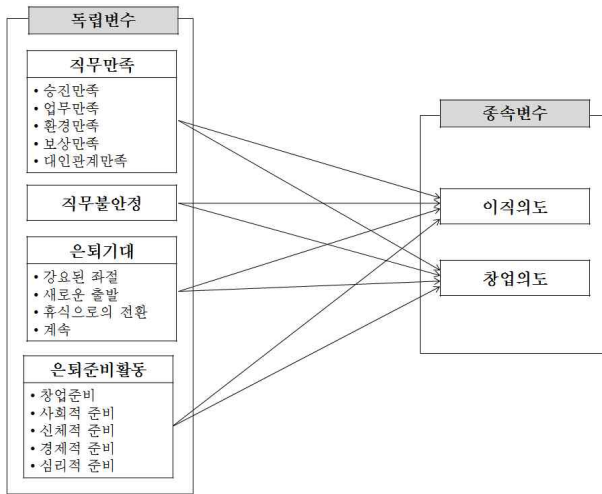 독립변수
직무만족
• 승진만족
• 업무만족
• 환경만족
• 보상만족
• 대인관계만족
직무불안정
은퇴기대
• 강요된 좌절
• 새로운 출발
• 휴식으로의 전환
• 계속
은퇴준비활동
• 창업준비
• 사회적 준비
• 신체적 준비
• 경제적 준비
• 심리적 준비
종속변수
이직의도
창업의도